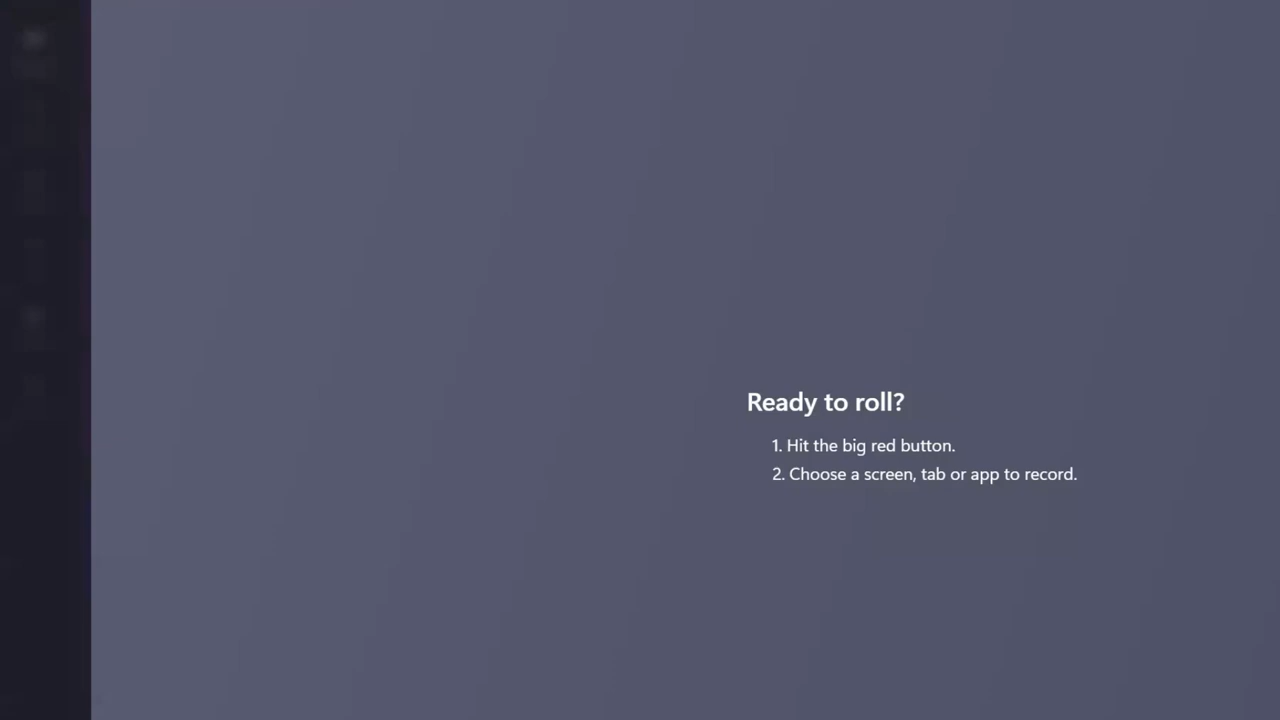 Ready to roll?
1. Hit the big red button.
2. Choose a screen, tab or app to record.